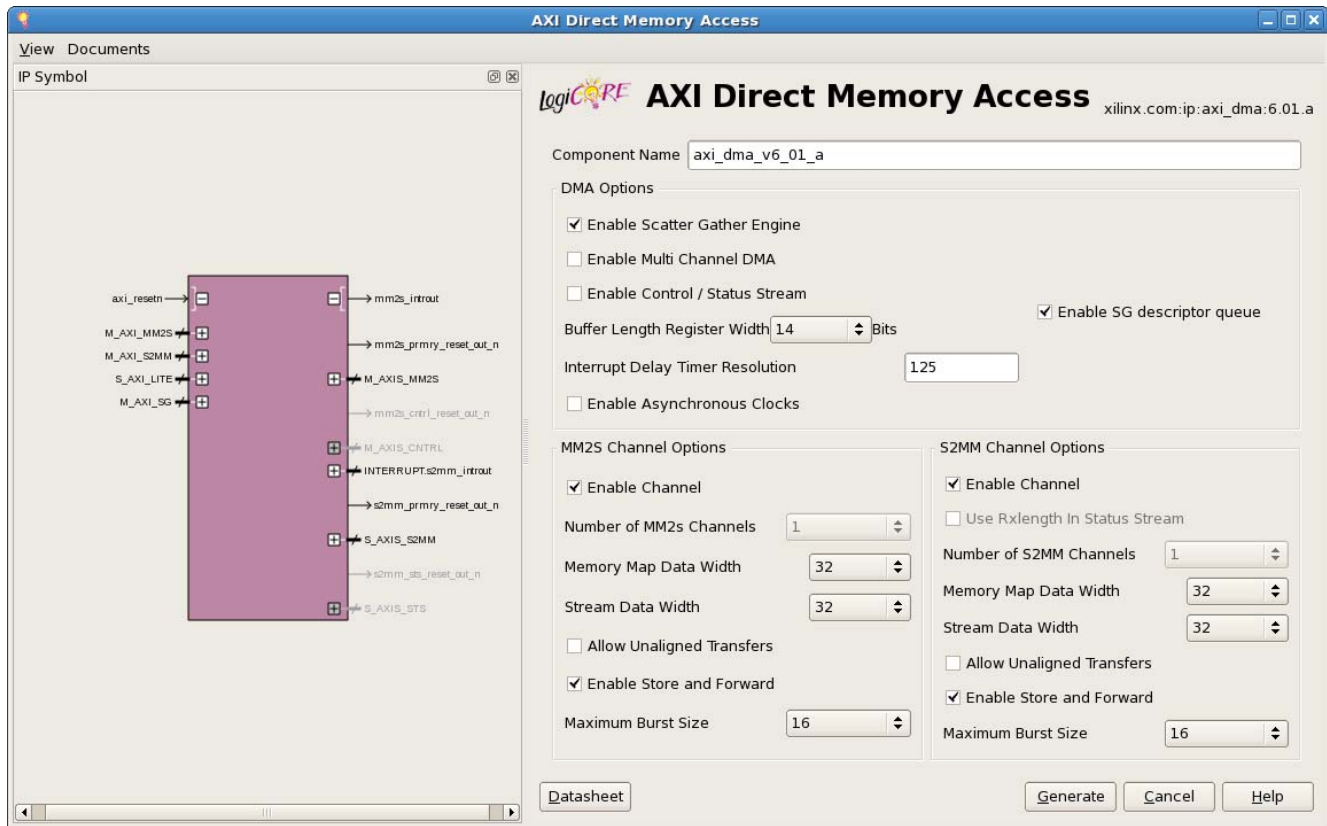 AXI Direct Memory Access
View Documents
IP Symbol
axi_resetn
M_AXI_MM2S
M_AXI_S2MM
S_AXI_LITE
M_AXI_SG
mm2s_introut
mm2s_prmry_reset_out_n
M_AXIS_MM2S
mm2s_cntrl_reset_out_n
M_AXIS_CNTRL
INTERRUPT.s2mm_introut
s2mm_prmry_reset_out_n
S_AXIS_S2MM
s2mm_sts_reset_out_n
S_AXIS_STS
LogiCORE AXI Direct Memory Access xilinx.com:ip:axi_dma:6.01.a
Component Name axi_dma_v6_01_a
DMA Options
Enable Scatter Gather Engine
Enable Multi Channel DMA
Enable Control / Status Stream
Enable SG descriptor queue
Buffer Length Register Width 14 Bits
Interrupt Delay Timer Resolution 125
Enable Asynchronous Clocks
MM2S Channel Options
Enable Channel
Number of MM2s Channels 1
Memory Map Data Width 32
Stream Data Width 32
Allow Unaligned Transfers
Enable Store and Forward
Maximum Burst Size 16
S2MM Channel Options
Enable Channel
Use Rxlength In Status Stream
Number of S2MM Channels 1
Memory Map Data Width 32
Stream Data Width 32
Allow Unaligned Transfers
Enable Store and Forward
Maximum Burst Size 16
Datasheet Generate Cancel Help